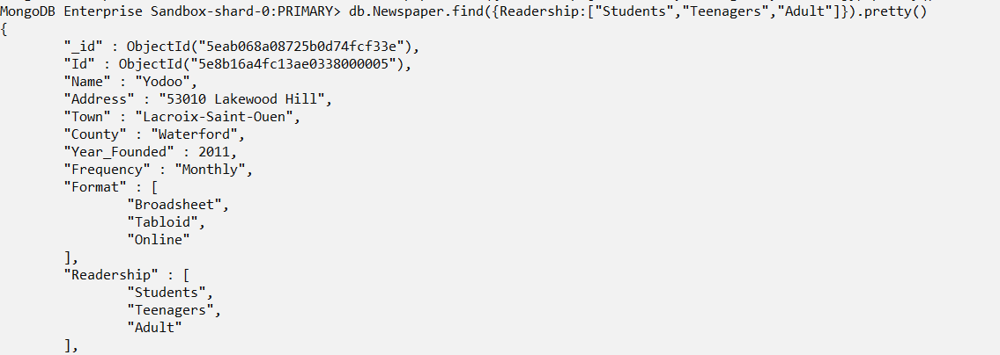 MongoDB Enterprise Sandbox-shard-0:PRIMARY> db.Newspaper.find({Readership:["Students","Teenagers","Adult"]}).pretty()
{
"_id" : ObjectId("5eab068a08725b0d74fcf33e"),
"Id" : ObjectId("5e8b16a4fc13ae0338000005"),
"Name" : "Yodoo",
"Address" : "53010 Lakewood Hill",
"Town" : "Lacroix-Saint-Ouen",
"County" : "Waterford",
"Year_Founded" : 2011,
"Frequency" : "Monthly",
"Format" : [
"Broadsheet",
"Tabloid",
"Online"
],
"Readership" : [
"Students",
"Teenagers",
"Adult"
],